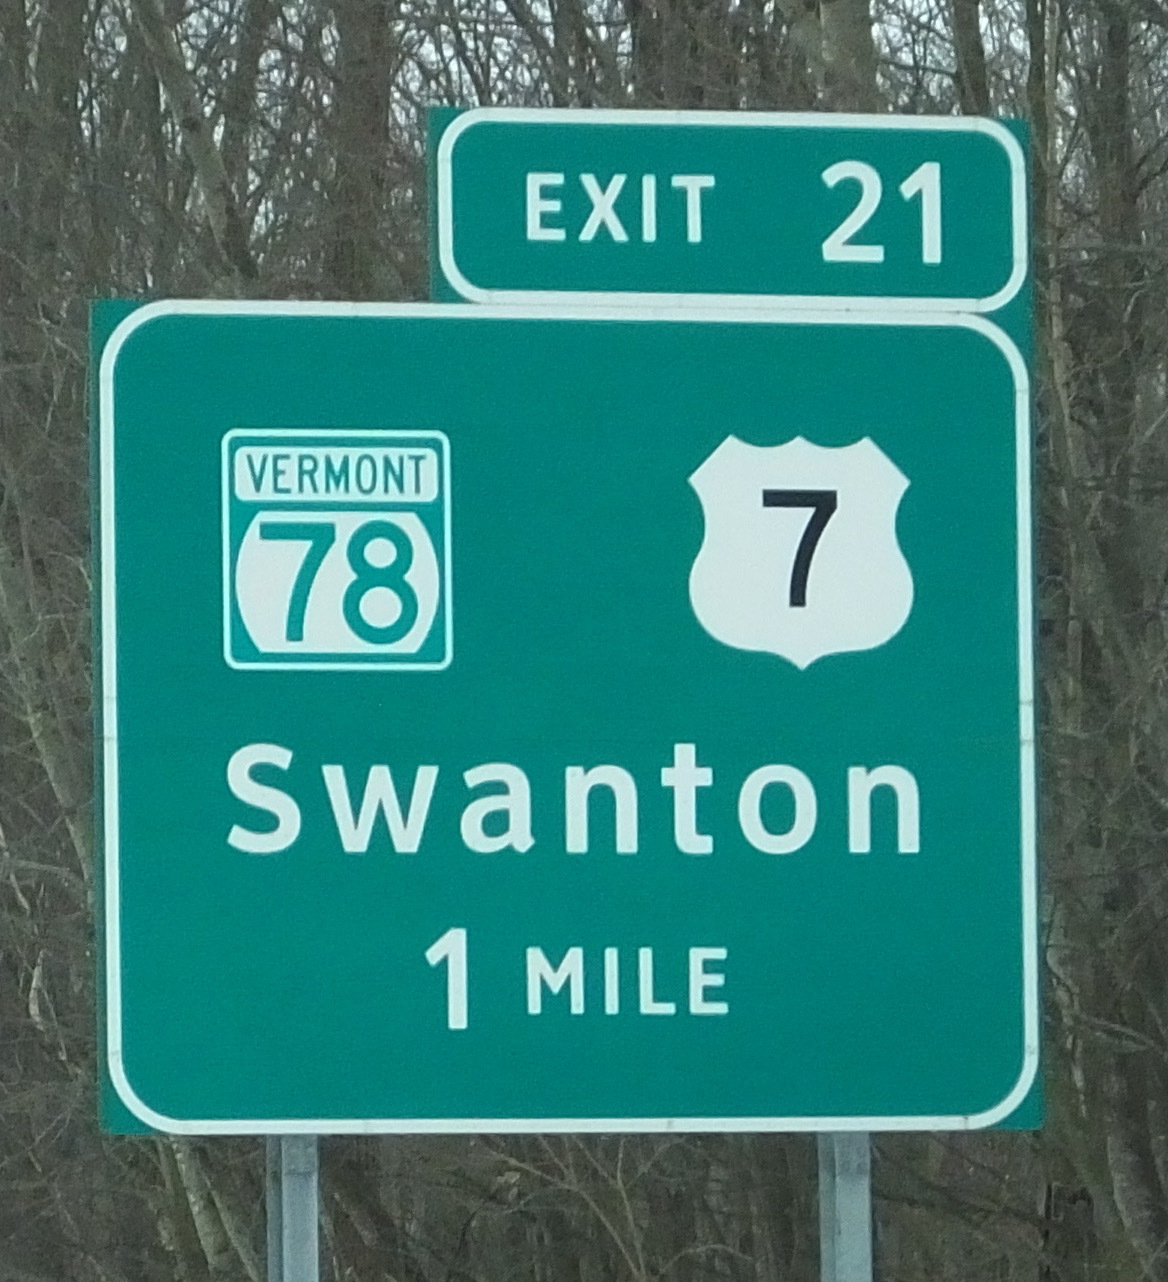 EXIT 21
VERMONT
78
7
Swanton
1 MILE